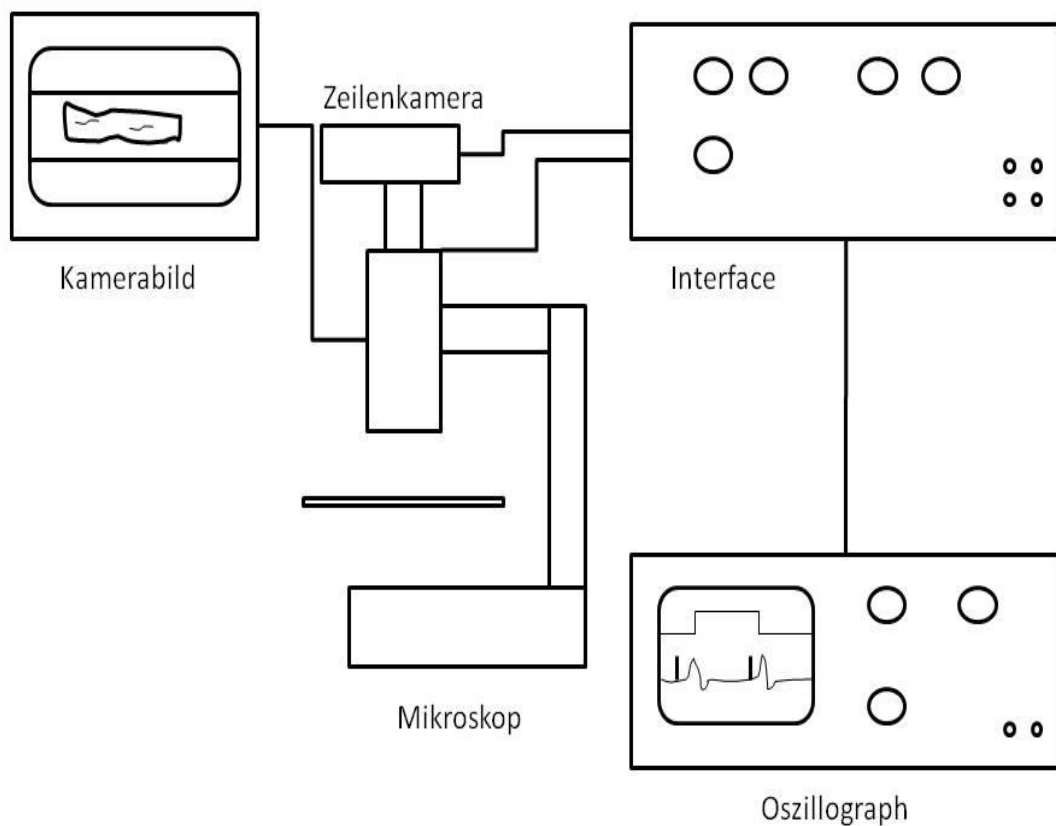 Zeilenkamera
Kamerabild
Interface
Mikroskop
Oszillograph